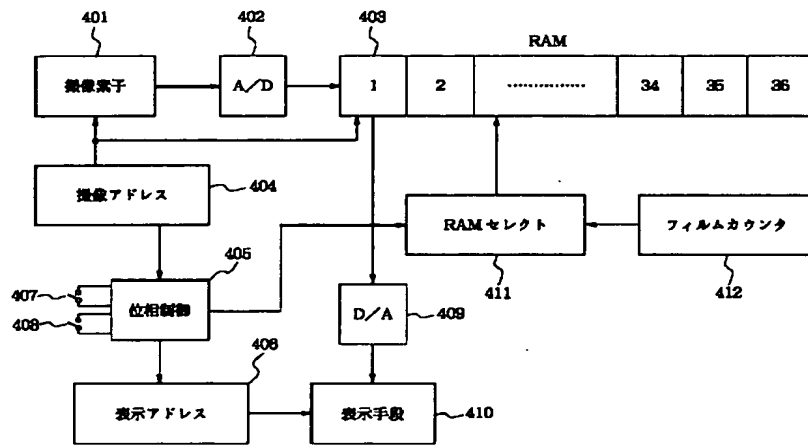 401
402
403
RAM
撮像素子
A/D
1
2
34
35
36
撮像アドレス
404
405
RAMセレクト
フィルムカウンタ
407
408
位相制御
411
412
D/A
409
406
表示アドレス
表示手段
410